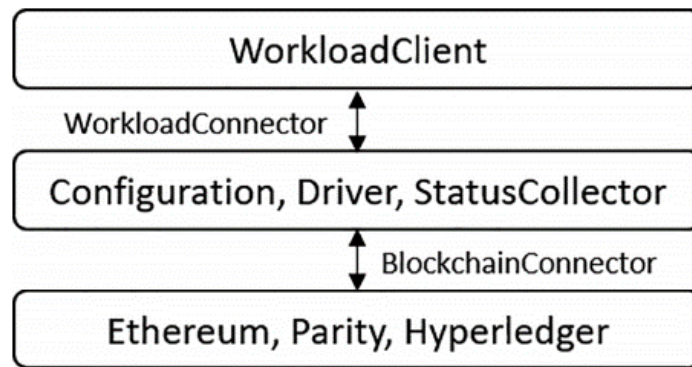 WorkloadClient
WorkloadConnector
Configuration, Driver, StatusCollector
BlockchainConnector
Ethereum, Parity, Hyperledger